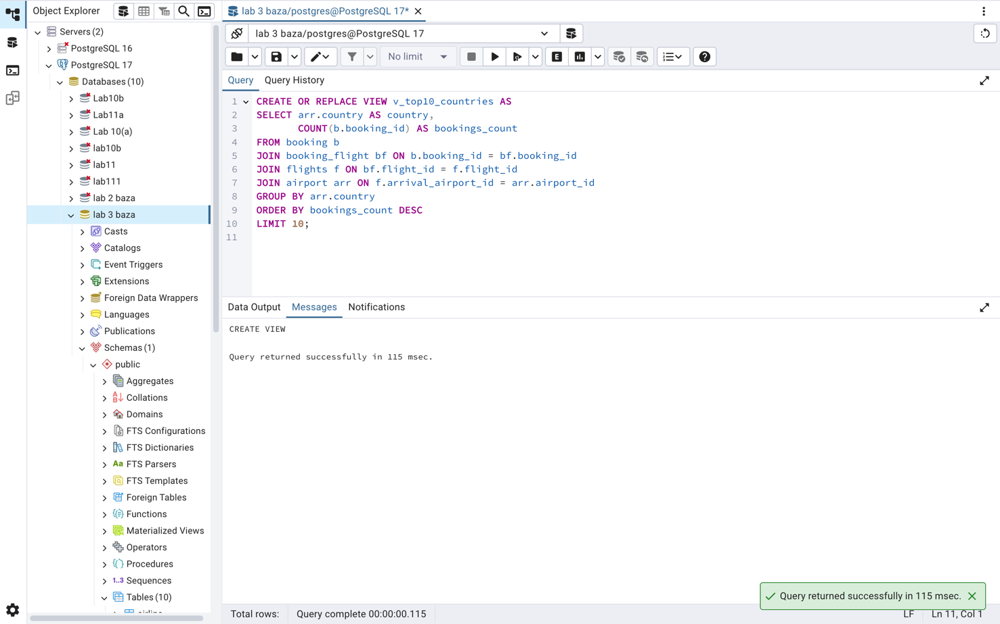 Object Explorer
lab 3 baza/postgres@PostgreSQL 17*
Servers (2)
PostgreSQL 16
PostgreSQL 17
Databases (10)
Lab10b
Lab11a
Lab 10(a)
lab10b
lab11
lab111
lab 2 baza
lab 3 baza
Casts
Catalogs
Event Triggers
Extensions
Foreign Data Wrappers
Languages
Publications
Schemas (1)
public
Aggregates
Collations
Domains
FTS Configurations
FTS Dictionaries
Aa FTS Parsers
FTS Templates
Foreign Tables
Functions
Materialized Views
Operators
Procedures
1..3 Sequences
Tables (10)
airline
lab 3 baza/postgres@PostgreSQL 17
No limit
E
Query Query History
1 CREATE OR REPLACE VIEW v_top10_countries AS
2 SELECT arr.country AS country,
3 COUNT(b.booking_id) AS bookings_count
4 FROM booking b
5 JOIN booking_flight bf ON b.booking_id = bf.booking_id
6 JOIN flights f ON bf.flight_id = f.flight_id
7 JOIN airport arr ON f.arrival_airport_id = arr.airport_id
8 GROUP BY arr.country
9 ORDER BY bookings_count DESC
10 LIMIT 10;
11
Data Output Messages Notifications
CREATE VIEW
Query returned successfully in 115 msec.
Query returned successfully in 115 msec.
Total rows: Query complete 00:00:00.115 LF Ln 11, Col 1